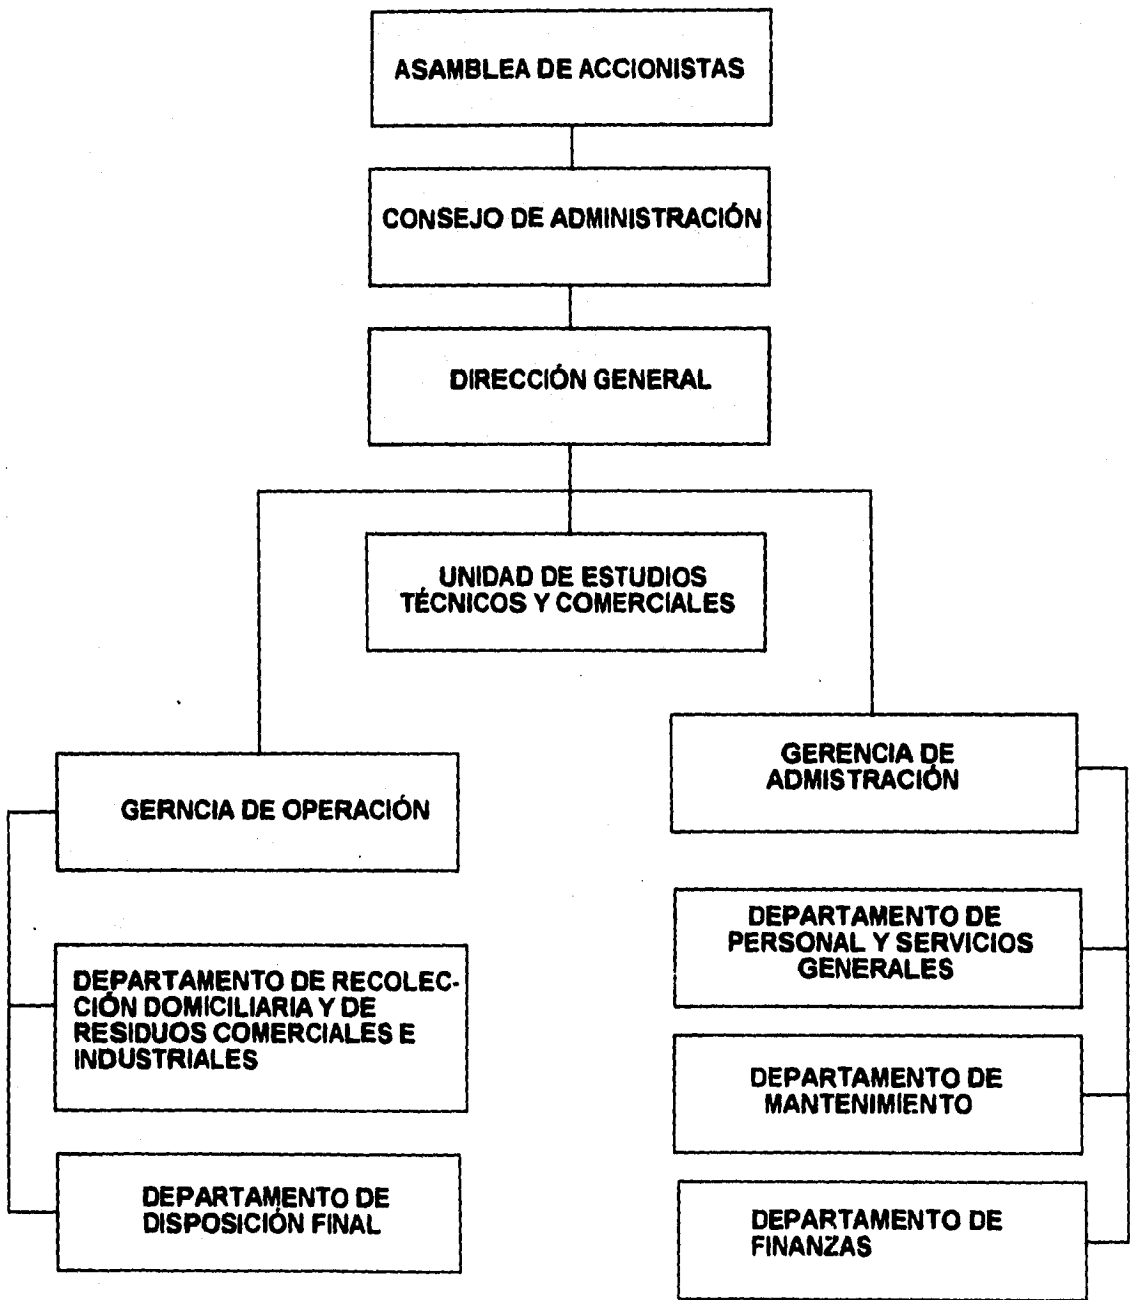 ASAMBLEA DE ACCIONISTAS
CONSEJO DE ADMINISTRACIÓN
DIRECCIÓN GENERAL
UNIDAD DE ESTUDIOS
TÉCNICOS Y COMERCIALES
GERNCIA DE OPERACIÓN
DEPARTAMENTO DE RECOLEC-
CIÓN DOMICILIARIA Y DE
RESIDUOS COMERCIALES E
INDUSTRIALES
DEPARTAMENTO DE
DISPOSICIÓN FINAL
GERENCIA DE
ADMISTRACIÓN
DEPARTAMENTO DE
PERSONAL Y SERVICIOS
GENERALES
DEPARTAMENTO DE
MANTENIMIENTO
DEPARTAMENTO DE
FINANZAS